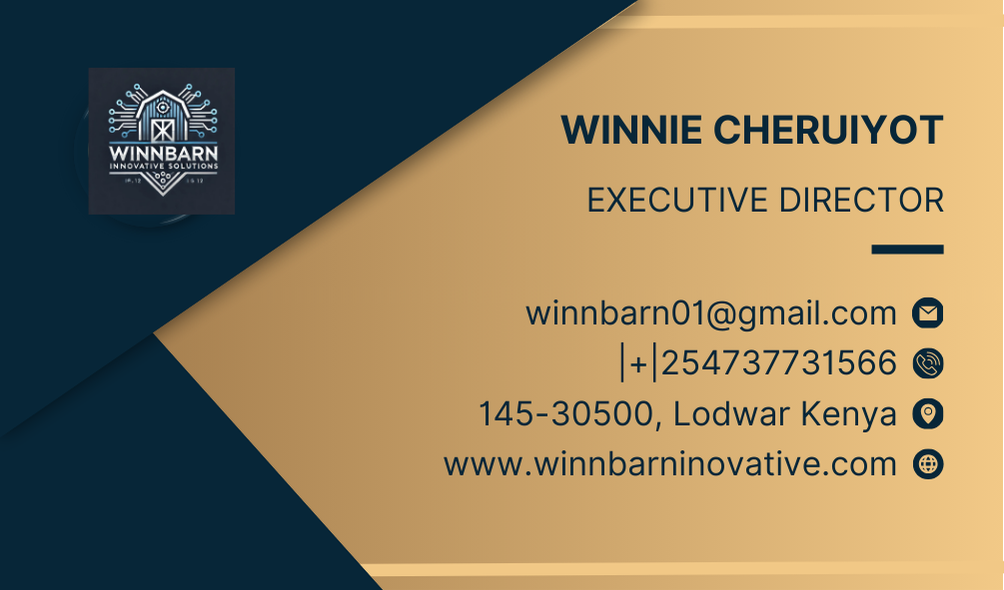 WINNBARN
INNOVATIVE SOLUTIONS
WINNIE CHERUIYOT
EXECUTIVE DIRECTOR
winnbarn01@gmail.com
|+|254737731566
145-30500, Lodwar Kenya
www.winnbarninovative.com